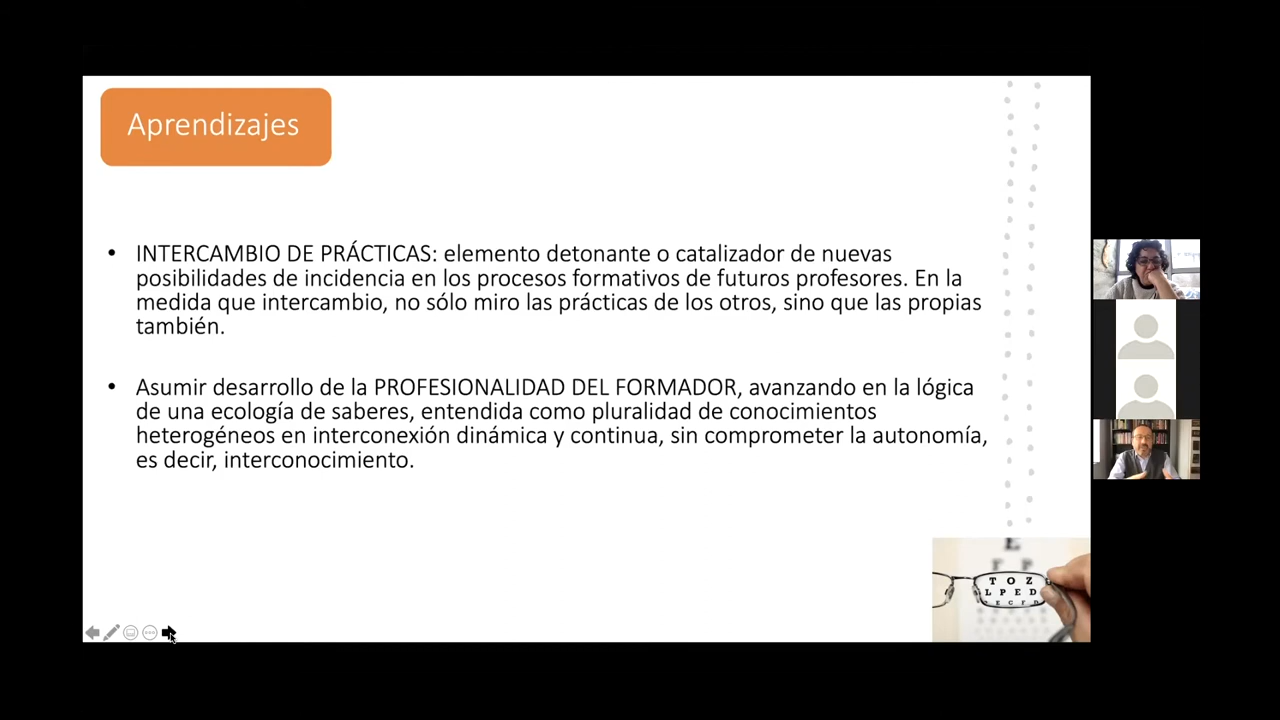 Aprendizajes
• INTERCAMBIO DE PRÁCTICAS: elemento detonante o catalizador de nuevas
posibilidades de incidencia en los procesos formativos de futuros profesores. En la
medida que intercambio, no sólo miro las prácticas de los otros, sino que las propias
también.
• Asumir desarrollo de la PROFESIONALIDAD DEL FORMADOR, avanzando en la lógica
de una ecología de saberes, entendida como pluralidad de conocimientos
heterogéneos en interconexión dinámica y continua, sin comprometer la autonomía,
es decir, interconocimiento.
T O Z
L P E D
E C F D